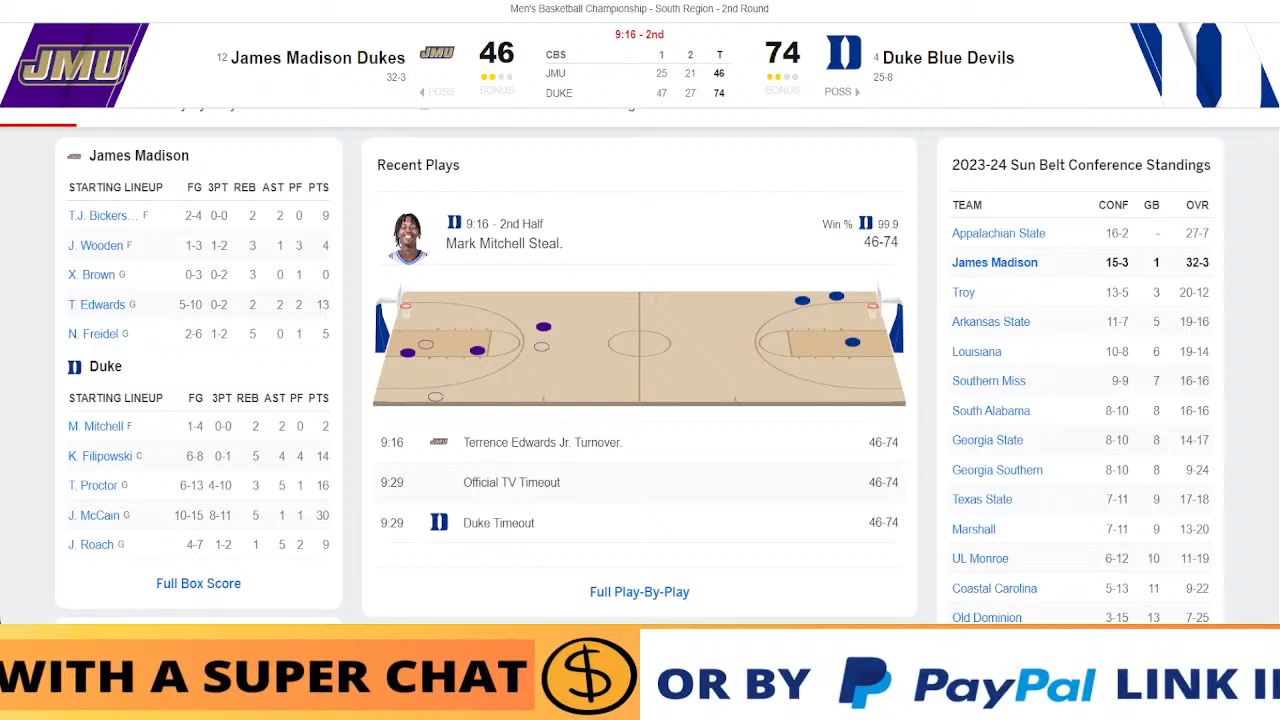 Men's Basketball Championship - South Region - 2nd Round
JMU
12 James Madison Dukes
32-3
JMU
46
BONUS
POSS
9:16 - 2nd
CBS 1 2 T
JMU 25 21 46
DUKE 47 27 74
74
BONUS
4 Duke Blue Devils
25-8
POSS
James Madison
STARTING LINEUP FG 3PT REB AST PF PTS
T.J. Bickers... F 2-4 0-0 2 2 0 9
J. Wooden F 1-3 1-2 3 1 3 4
X. Brown G 0-3 0-2 3 0 1 0
T. Edwards G 5-10 0-2 2 2 2 13
N. Freidel G 2-6 1-2 5 0 1 5
Duke
STARTING LINEUP FG 3PT REB AST PF PTS
M. Mitchell F 1-4 0-0 2 2 0 2
K. Filipowski C 6-8 0-1 5 4 4 14
T. Proctor G 6-13 4-10 3 5 1 16
J. McCain G 10-15 8-11 5 1 1 30
J. Roach G 4-7 1-2 1 5 2 9
Full Box Score
Recent Plays
9:16 - 2nd Half
Mark Mitchell Steal.
Win % 99.9
46-74
9:16 JMU Terrence Edwards Jr. Turnover. 46-74
9:29 Official TV Timeout 46-74
9:29 Duke Timeout 46-74
Full Play-By-Play
2023-24 Sun Belt Conference Standings
TEAM CONF GB OVR
Appalachian State 16-2 - 27-7
James Madison 15-3 1 32-3
Troy 13-5 3 20-12
Arkansas State 11-7 5 19-16
Louisiana 10-8 6 19-14
Southern Miss 9-9 7 16-16
South Alabama 8-10 8 16-16
Georgia State 8-10 8 14-17
Georgia Southern 8-10 8 9-24
Texas State 7-11 9 17-18
Marshall 7-11 9 13-20
UL Monroe 6-12 10 11-19
Coastal Carolina 5-13 11 9-22
Old Dominion 3-15 13 7-25
WITH A SUPER CHAT $
OR BY PayPal LINK I